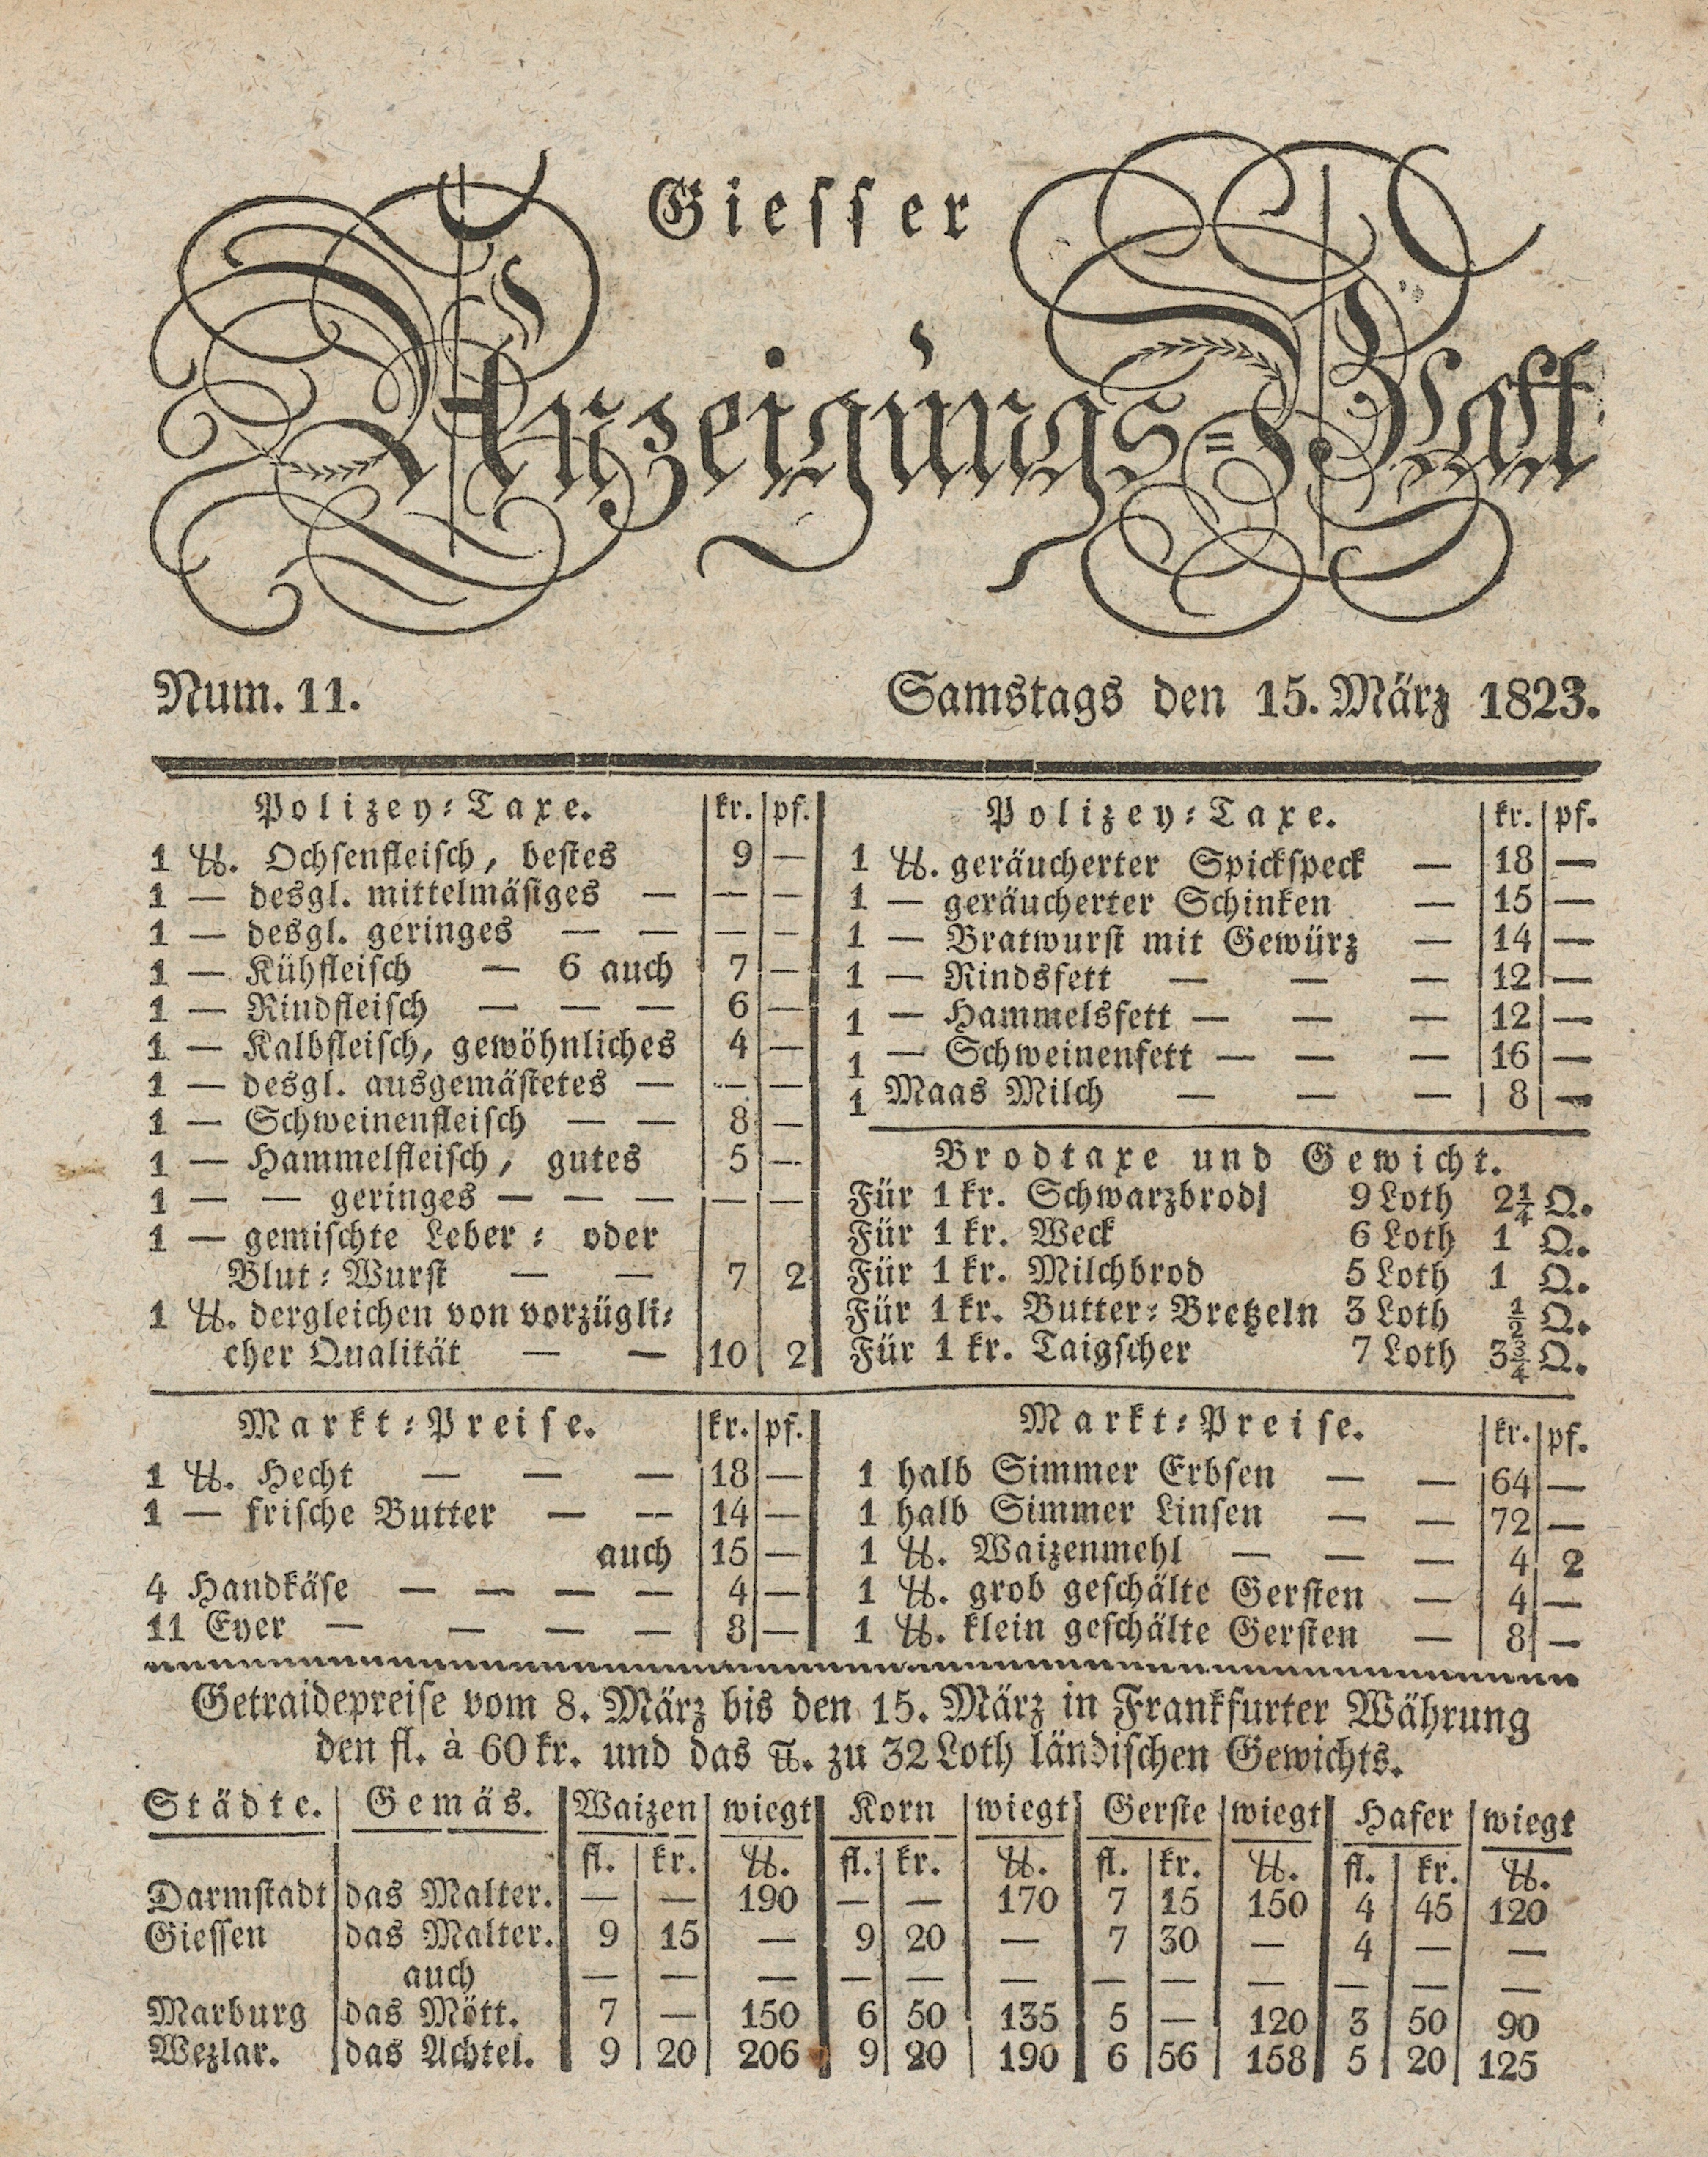 Giesser
Anzeigungs-Blatt
Num. 11.
Samstags den 15. März 1823.
Polizey-Taxe. kr. pf.
1 ℔. Ochsenfleisch, bestes 9 —
1 — desgl. mittelmäsiges — — —
1 — desgl. geringes — — — —
1 — Kühfleisch — 6 auch 7 —
1 — Rindfleisch — — — 6 —
1 — Kalbfleisch, gewöhnliches 4 —
1 — desgl. ausgemästetes — — —
1 — Schweinenfleisch — — 8 —
1 — Hammelfleisch, gutes 5 —
1 — — geringes — — — — —
1 — gemischte Leber- oder
Blut-Wurst — — 7 2
1 ℔. dergleichen von vorzügli-
cher Qualität — — 10 2
Polizey-Taxe. kr. pf.
1 ℔. geräucherter Spickspeck — 18 —
1 — geräucherter Schinken — 15 —
1 — Bratwurst mit Gewürz — 14 —
1 — Rindsfett — — — 12 —
1 — Hammelsfett — — — 12 —
1 — Schweinenfett — — — 16 —
1 Maas Milch — — — 8 —
Brodtaxe und Gewicht.
Für 1 kr. Schwarzbrod 9 Loth 2¼ Q.
Für 1 kr. Weck 6 Loth 1 Q.
Für 1 kr. Milchbrod 5 Loth 1 Q.
Für 1 kr. Butter-Bretzeln 3 Loth ½ Q.
Für 1 kr. Taigscher 7 Loth 3¾ Q.
Markt-Preise. kr. pf.
1 ℔. Hecht — — — 18 —
1 — frische Butter — — 14 —
auch 15 —
4 Handkäse — — — — 4 —
11 Eyer — — — — 8 —
Markt-Preise. kr. pf.
1 halb Simmer Erbsen — — 64 —
1 halb Simmer Linsen — — 72 —
1 ℔. Waizenmehl — — — 4 2
1 ℔. grob geschälte Gersten — 4 —
1 ℔. klein geschälte Gersten — 8 —
Getraidepreise vom 8. März bis den 15. März in Frankfurter Währung
den fl. à 60 kr. und das ℔. zu 32 Loth ländischen Gewichts.
Städte. Gemäs. Waizen wiegt Korn wiegt Gerste wiegt Hafer wiegt
fl. kr. ℔. fl. kr. ℔. fl. kr. ℔. fl. kr. ℔.
Darmstadt das Malter. — — 190 — — 170 7 15 150 4 45 120
Giessen das Malter. 9 15 — 9 20 — 7 30 — 4 — —
auch — — — — — — — — — — — —
Marburg das Mött. 7 — 150 6 50 135 5 — 120 3 50 90
Wezlar. das Achtel. 9 20 206 9 20 190 6 56 158 5 20 125